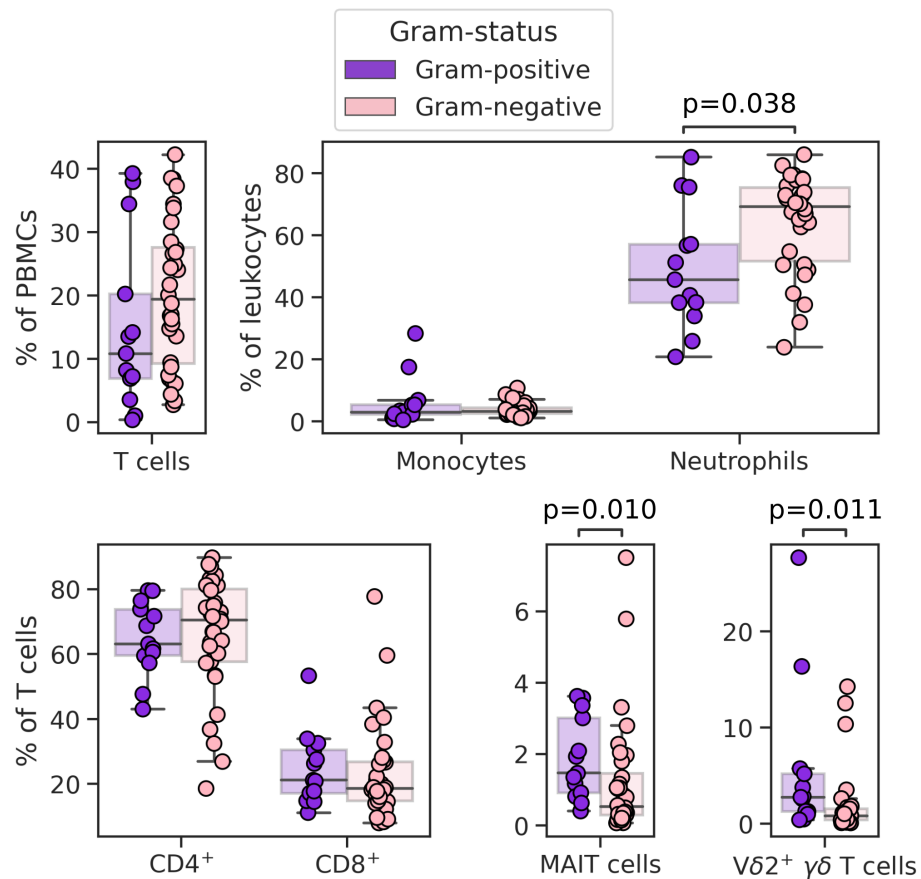 Gram-status
Gram-positive
Gram-negative
p=0.038
% of PBMCs
40
30
20
10
0
T cells
% of leukocytes
80
60
40
20
0
Monocytes
Neutrophils
% of T cells
80
60
40
20
CD4⁺
CD8⁺
p=0.010
6
4
2
0
MAIT cells
p=0.011
20
10
0
Vδ2⁺ γδ T cells